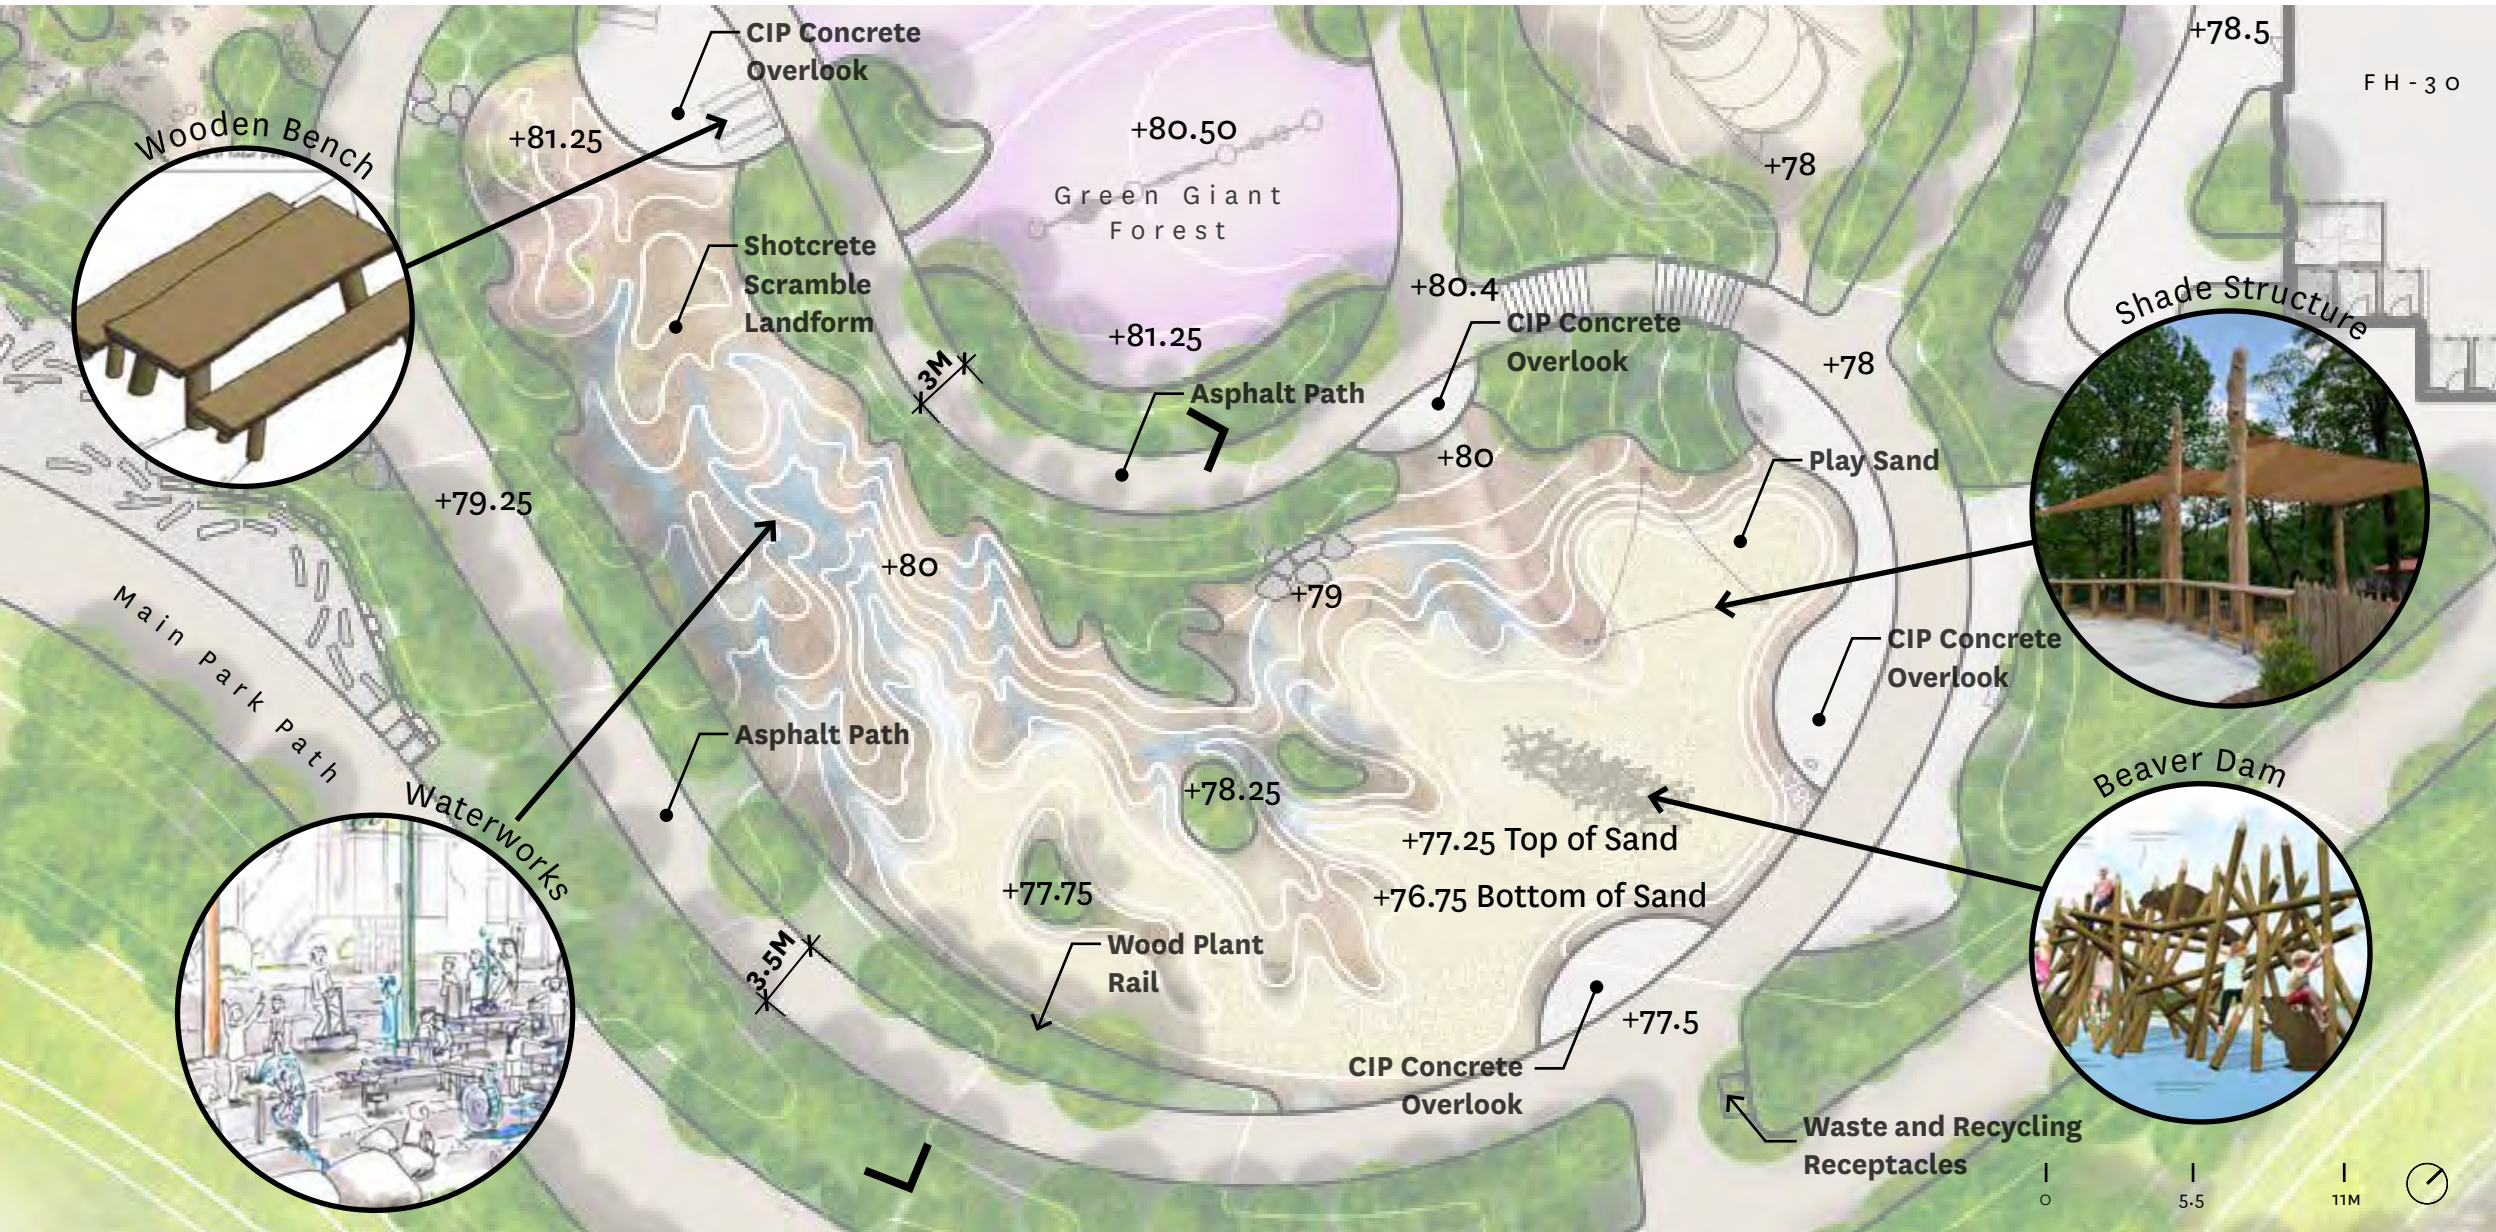 CIP Concrete
Overlook
+78.5
FH-30
Wooden Bench
+81.25
+80.50
Green Giant
Forest
+78
Shotcrete
Scramble
Landform
+80.4
CIP Concrete
Overlook
Shade Structure
+81.25
3M
+78
Asphalt Path
+80
Play Sand
+79.25
+80
+79
Main Park Path
CIP Concrete
Overlook
Asphalt Path
Waterworks
+78.25
Beaver Dam
+77.25 Top of Sand
+77.75
+76.75 Bottom of Sand
3.5M
Wood Plant
Rail
+77.5
CIP Concrete
Overlook
Waste and Recycling
Receptacles
0 5.5 11M